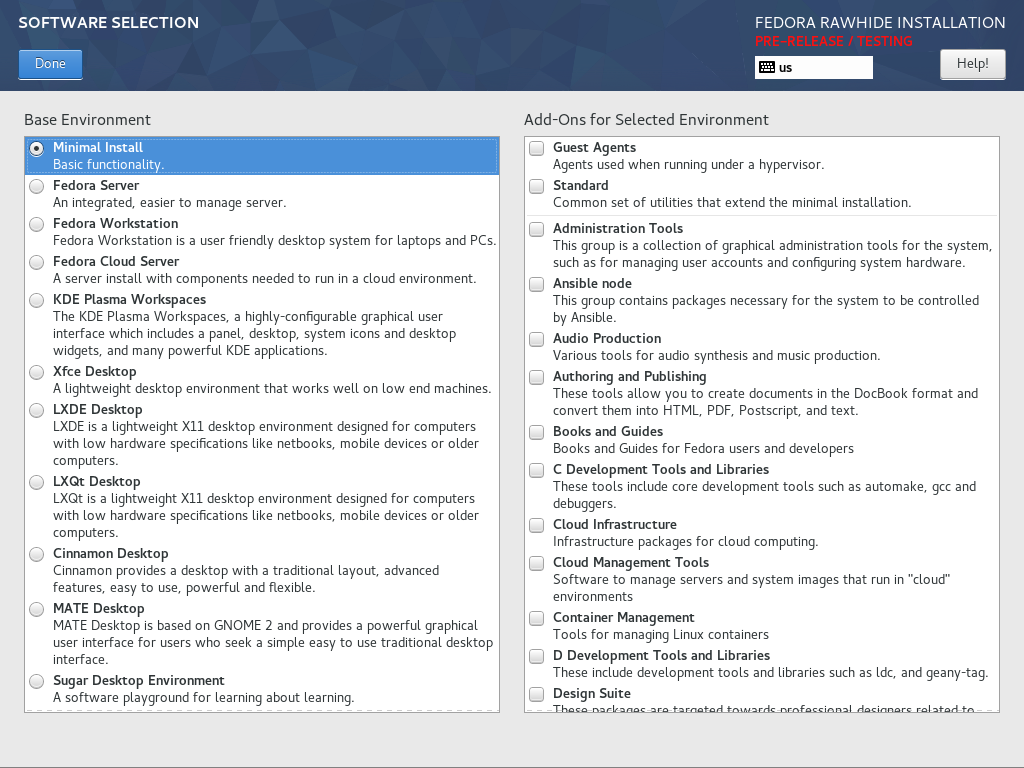 SOFTWARE SELECTION
FEDORA RAWHIDE INSTALLATION
PRE-RELEASE / TESTING
Done
us
Help!
Base Environment
Minimal Install
Basic functionality.
Fedora Server
An integrated, easier to manage server.
Fedora Workstation
Fedora Workstation is a user friendly desktop system for laptops and PCs.
Fedora Cloud Server
A server install with components needed to run in a cloud environment.
KDE Plasma Workspaces
The KDE Plasma Workspaces, a highly-configurable graphical user
interface which includes a panel, desktop, system icons and desktop
widgets, and many powerful KDE applications.
Xfce Desktop
A lightweight desktop environment that works well on low end machines.
LXDE Desktop
LXDE is a lightweight X11 desktop environment designed for computers
with low hardware specifications like netbooks, mobile devices or older
computers.
LXQt Desktop
LXQt is a lightweight X11 desktop environment designed for computers
with low hardware specifications like netbooks, mobile devices or older
computers.
Cinnamon Desktop
Cinnamon provides a desktop with a traditional layout, advanced
features, easy to use, powerful and flexible.
MATE Desktop
MATE Desktop is based on GNOME 2 and provides a powerful graphical
user interface for users who seek a simple easy to use traditional desktop
interface.
Sugar Desktop Environment
A software playground for learning about learning.
Add-Ons for Selected Environment
Guest Agents
Agents used when running under a hypervisor.
Standard
Common set of utilities that extend the minimal installation.
Administration Tools
This group is a collection of graphical administration tools for the system,
such as for managing user accounts and configuring system hardware.
Ansible node
This group contains packages necessary for the system to be controlled
by Ansible.
Audio Production
Various tools for audio synthesis and music production.
Authoring and Publishing
These tools allow you to create documents in the DocBook format and
convert them into HTML, PDF, Postscript, and text.
Books and Guides
Books and Guides for Fedora users and developers
C Development Tools and Libraries
These tools include core development tools such as automake, gcc and
debuggers.
Cloud Infrastructure
Infrastructure packages for cloud computing.
Cloud Management Tools
Software to manage servers and system images that run in "cloud"
environments
Container Management
Tools for managing Linux containers
D Development Tools and Libraries
These include development tools and libraries such as ldc, and geany-tag.
Design Suite
These packages are targeted towards professional designers related to